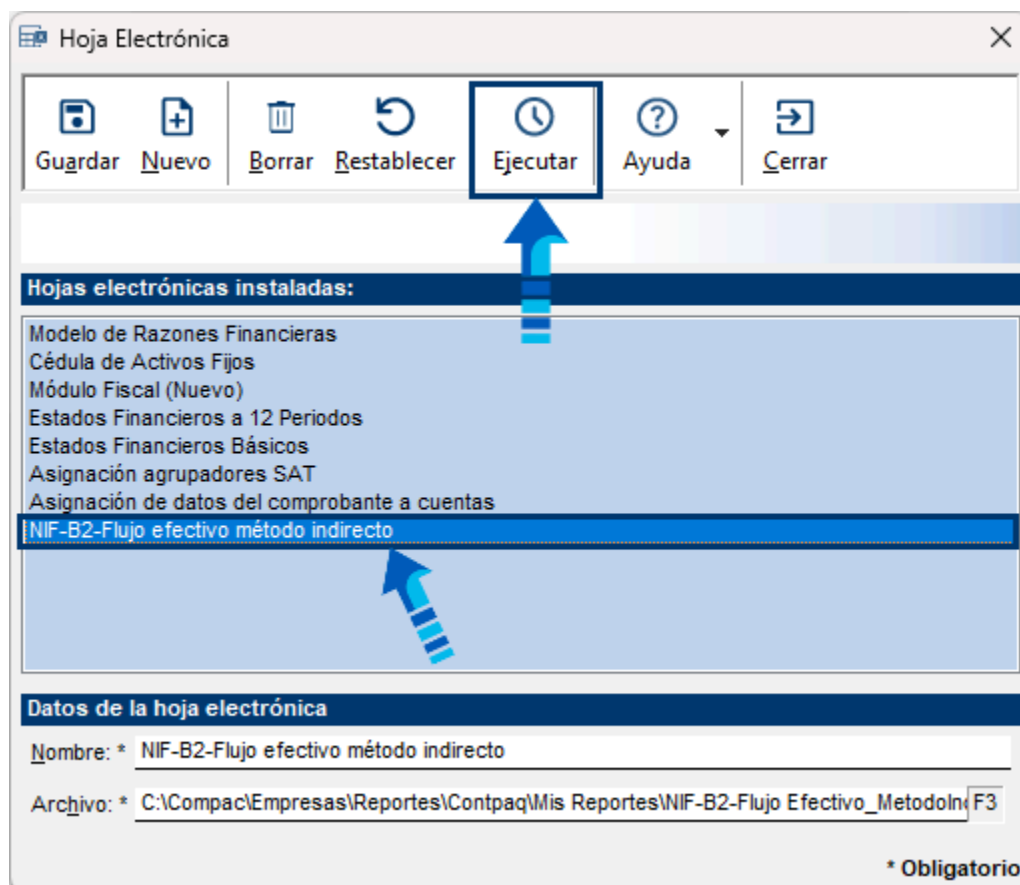 Hoja Electrónica
Guardar Nuevo Borrar Restablecer Ejecutar Ayuda Cerrar
Hojas electrónicas instaladas:
Modelo de Razones Financieras
Cédula de Activos Fijos
Módulo Fiscal (Nuevo)
Estados Financieros a 12 Periodos
Estados Financieros Básicos
Asignación agrupadores SAT
Asignación de datos del comprobante a cuentas
NIF-B2-Flujo efectivo método indirecto
Datos de la hoja electrónica
Nombre: * NIF-B2-Flujo efectivo método indirecto
Archivo: * C:\Compac\Empresas\Reportes\Contpaq\Mis Reportes\NIF-B2-Flujo Efectivo_MetodoIn F3
* Obligatorio